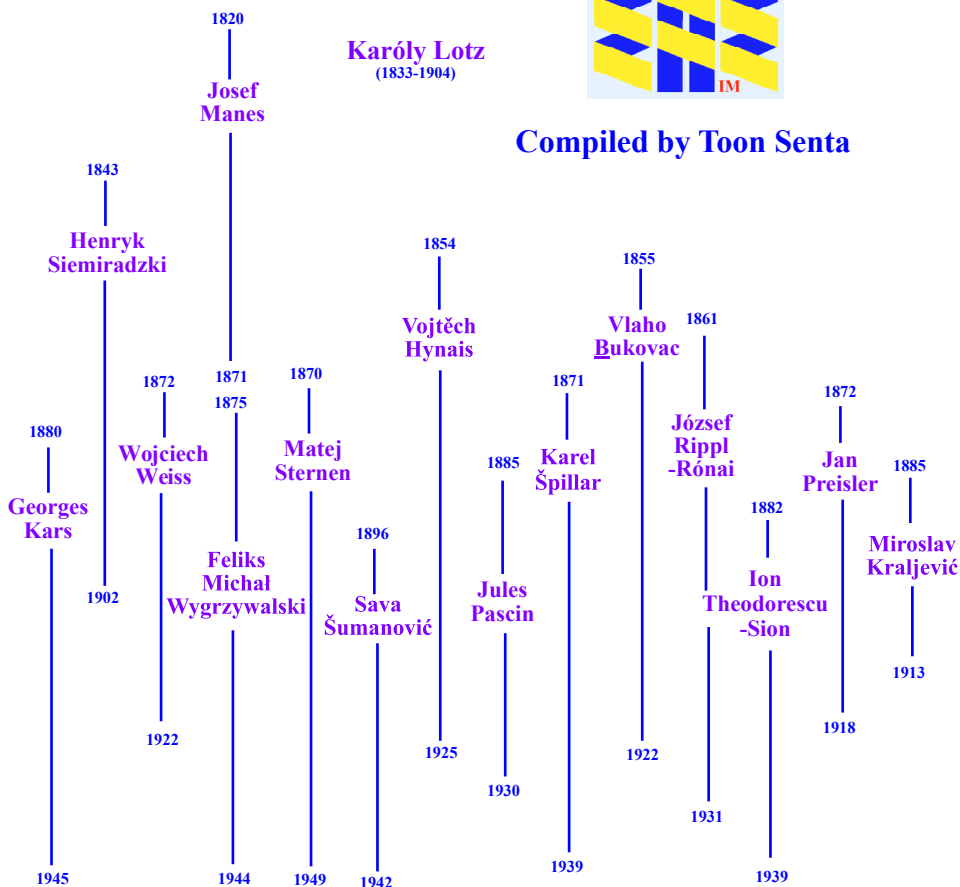 1820
Karóly Lotz
(1833-1904)
IM
Josef
Manes
Compiled by Toon Senta
1843
Henryk
Siemiradzki
1854
1855
Vojtěch
Hynais
Vlaho
Bukovac
1861
1872
1871
1875
1870
1871
1872
1880
Wojciech
Weiss
Matej
Sternen
Karel
Špillar
József
Rippl
-Rónai
Jan
Preisler
1885
1885
Georges
Kars
1896
1882
Feliks
Michał
Wygrzywalski
Miroslav
Kraljević
1902
Sava
Šumanović
Jules
Pascin
Ion
Theodorescu
-Sion
1913
1922
1925
1922
1918
1930
1931
1945
1944
1949
1942
1939
1939